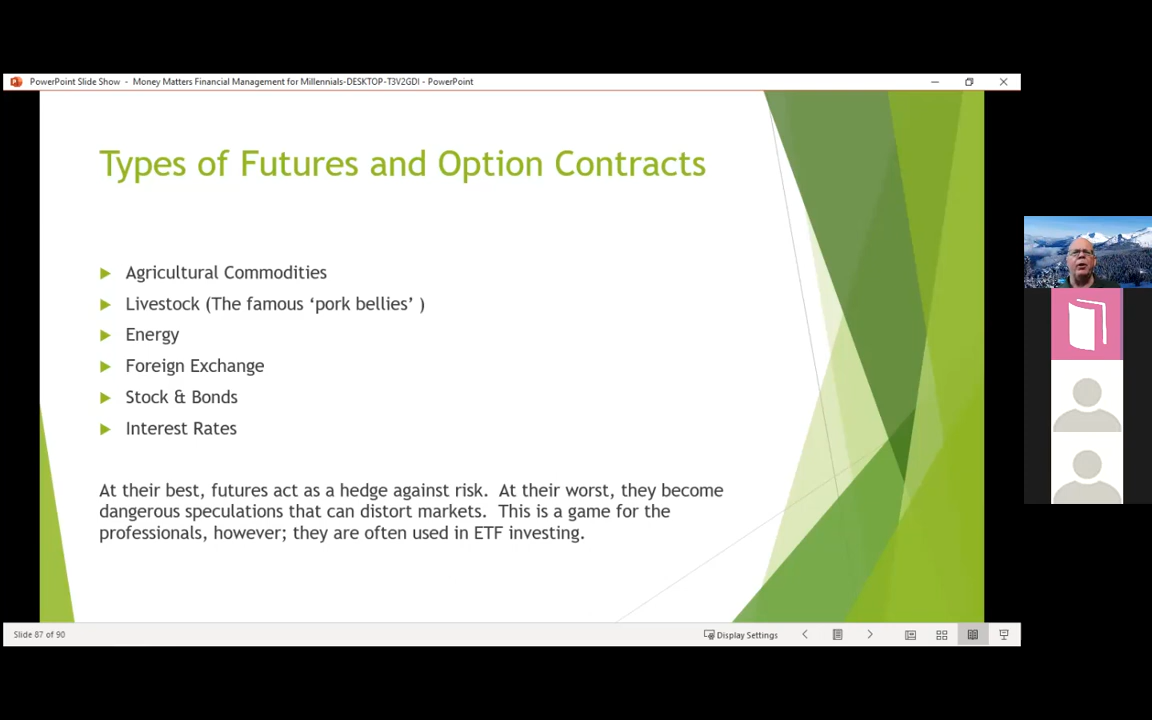 PowerPoint Slide Show - Money Matters Financial Management for Millennials-DESKTOP-T3V2GDI - PowerPoint
Types of Futures and Option Contracts
Agricultural Commodities
Livestock (The famous ‘pork bellies’ )
Energy
Foreign Exchange
Stock & Bonds
Interest Rates
At their best, futures act as a hedge against risk.  At their worst, they become
dangerous speculations that can distort markets.  This is a game for the
professionals, however; they are often used in ETF investing.
Slide 87 of 90
Display Settings